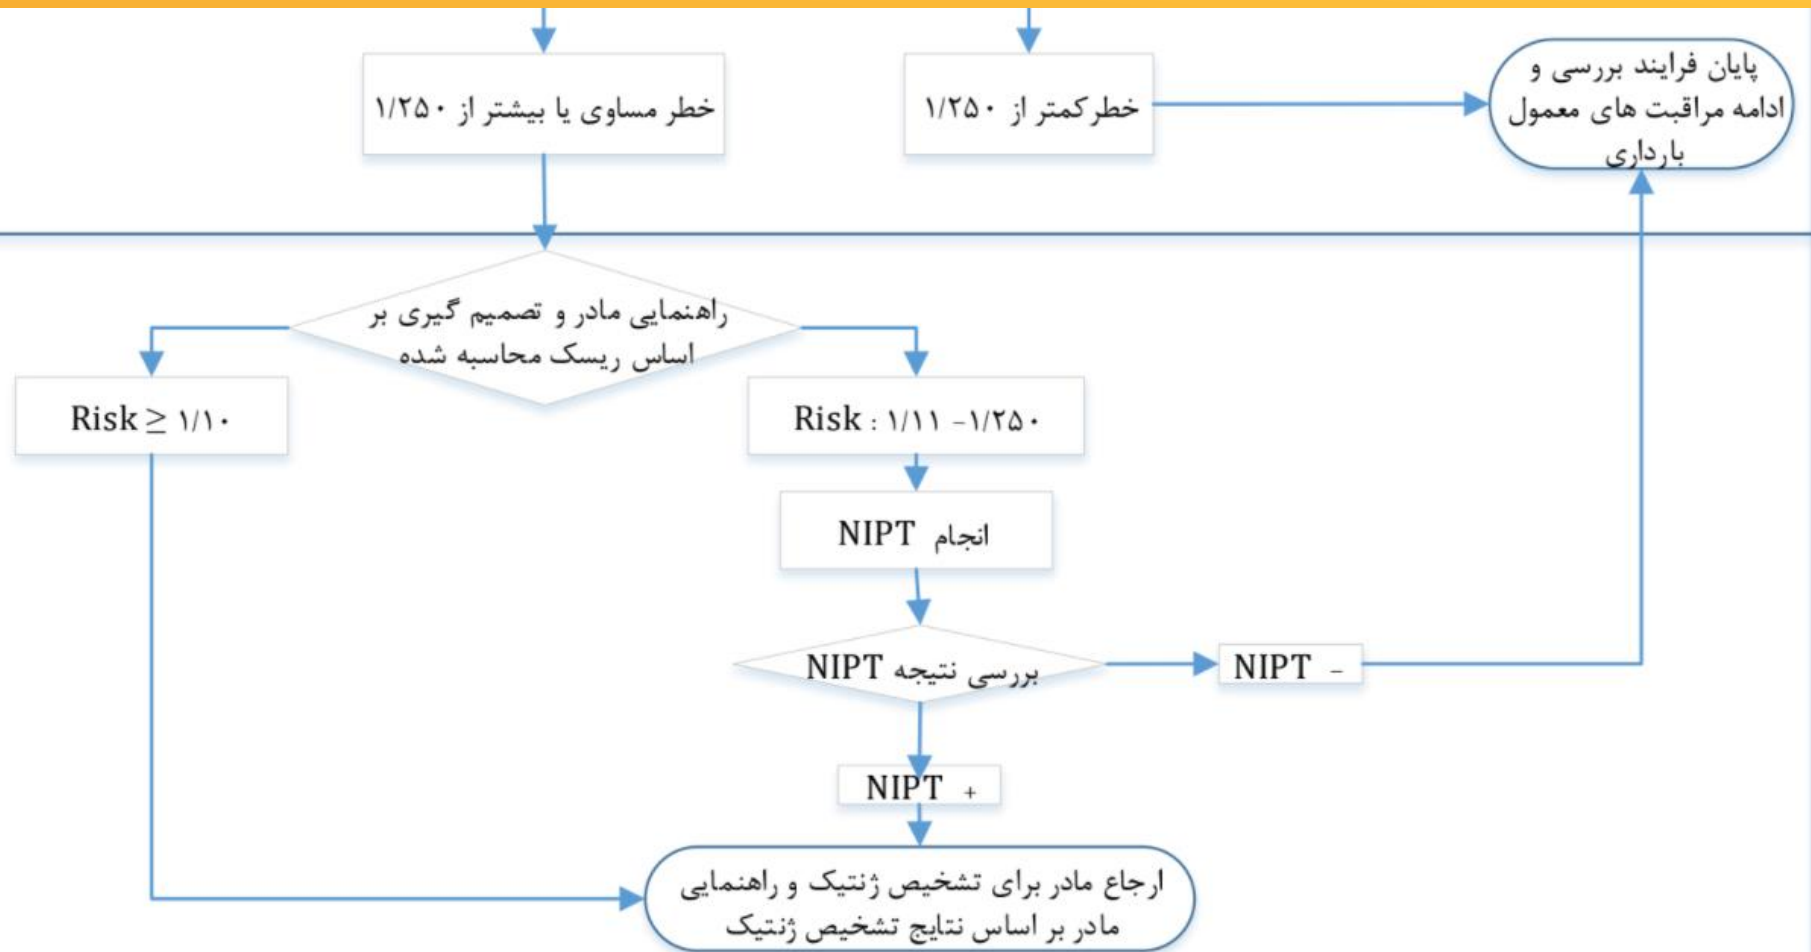 پایان فرایند بررسی و
ادامه مراقبت های معمول
بارداری
خطر کمتر از ۱/۲۵۰
خطر مساوی یا بیشتر از ۱/۲۵۰
راهنمایی مادر و تصمیم گیری بر
اساس ریسک محاسبه شده
Risk : ۱/۱۱ -۱/۲۵۰
Risk ≥ ۱/۱۰
انجام NIPT
بررسی نتیجه NIPT
NIPT -
NIPT +
ارجاع مادر برای تشخیص ژنتیک و راهنمایی
مادر بر اساس نتایج تشخیص ژنتیک